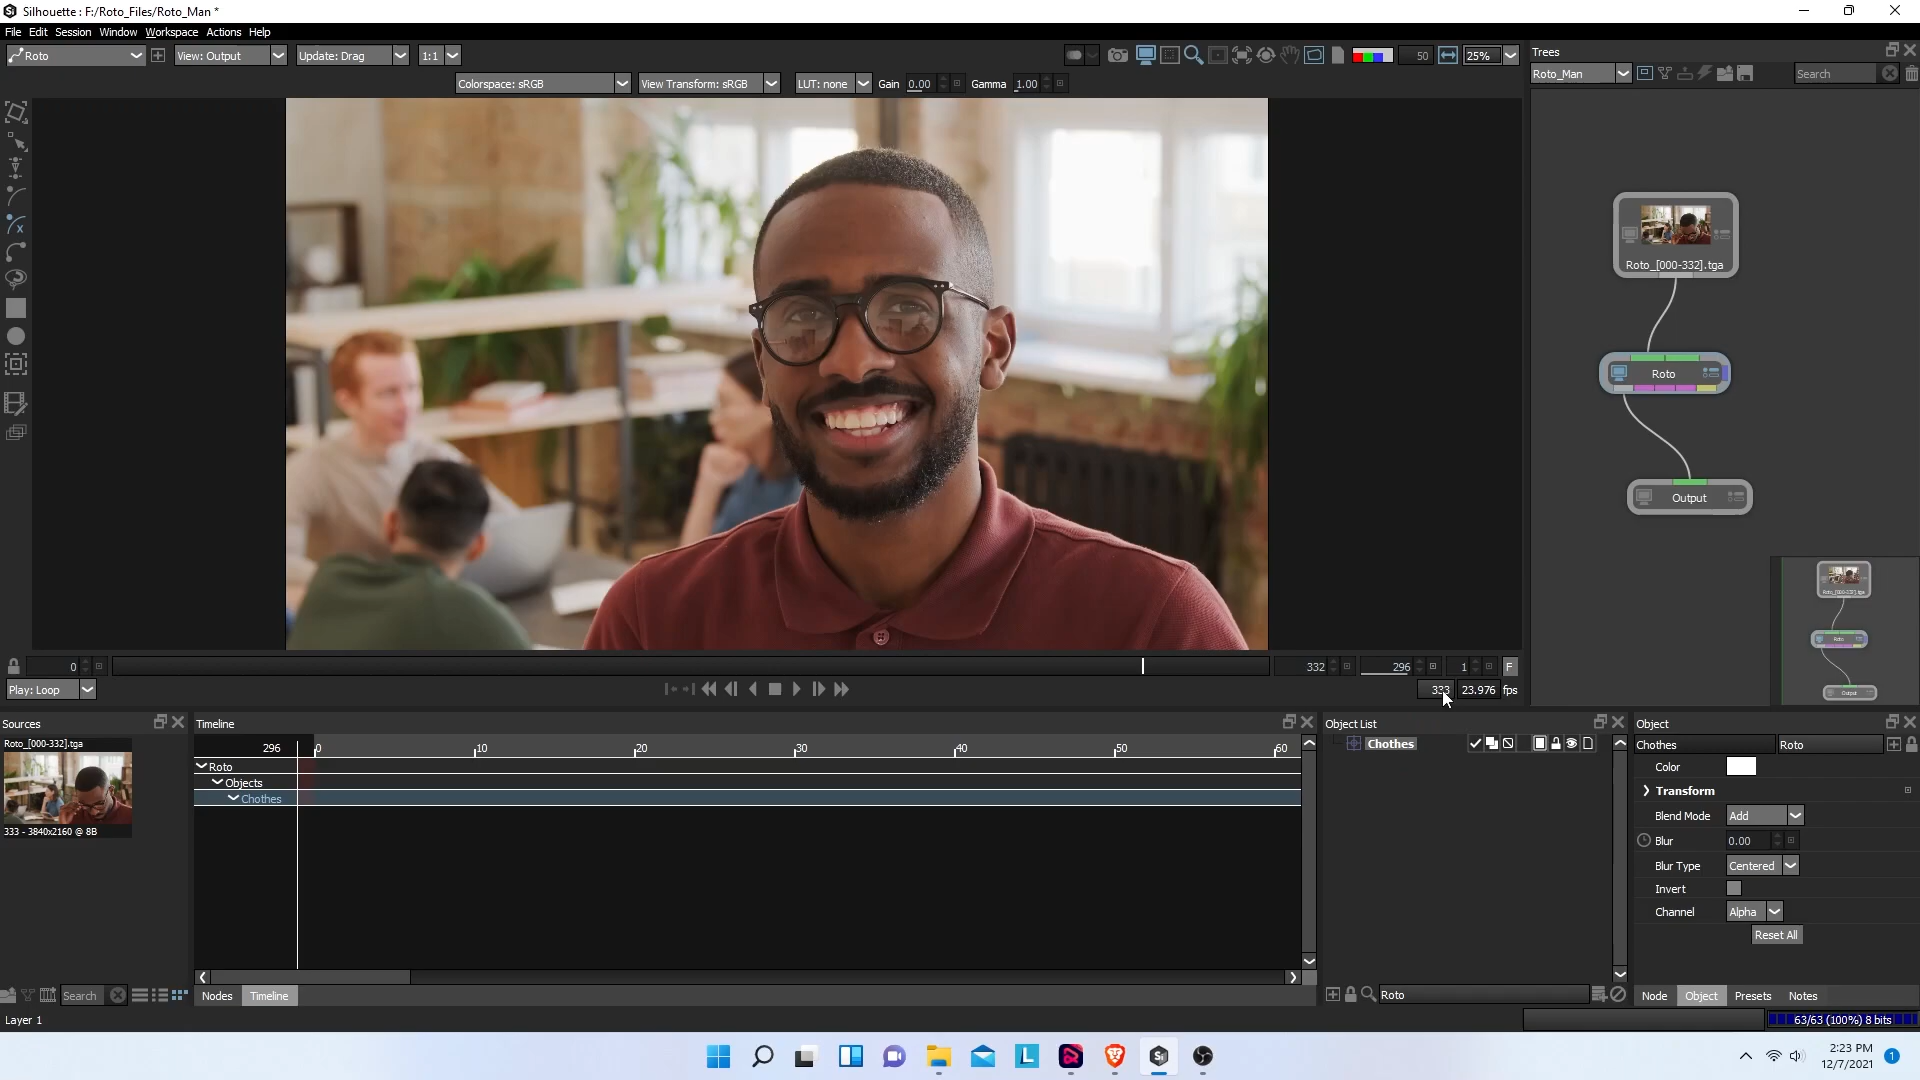 Silhouette : F:/Roto_Files/Roto_Man *
File Edit Session Window Workspace Actions Help
Roto View: Output Update: Drag 1:1 50 25%
Colorspace: sRGB View Transform: sRGB LUT: none Gain 0.00 Gamma 1.00
Trees
Roto_Man Search
Roto_[000-332].tga
Roto
Output
Roto
Output
0 332 296 1 F
Play: Loop 333 23.976 fps
Sources
Roto_[000-332].tga
333 - 3840x2160 @ 8B
Search
Timeline
296 0 10 20 30 40 50 60
Roto
Objects
Chothes
Nodes Timeline
Object List
Chothes
Roto
Object
Chothes Roto
Color
Transform
Blend Mode Add
Blur 0.00
Blur Type Centered
Invert
Channel Alpha
Reset All
Node Object Presets Notes
Layer 1
63/63 (100%) 8 bits
2:23 PM
12/7/2021
1